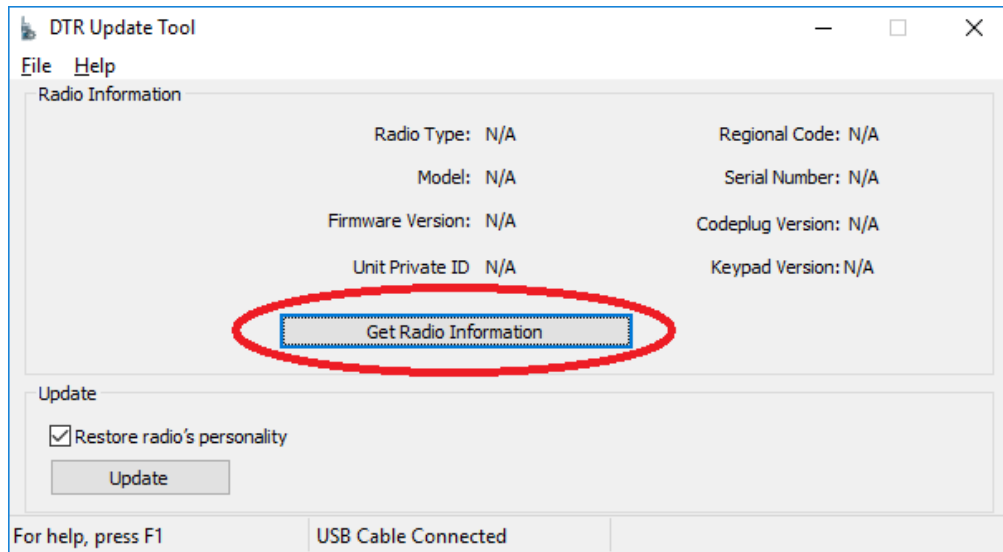 DTR Update Tool
File Help
Radio Information
Radio Type: N/A Regional Code: N/A
Model: N/A Serial Number: N/A
Firmware Version: N/A Codeplug Version: N/A
Unit Private ID N/A Keypad Version: N/A
Get Radio Information
Update
Restore radio's personality
Update
For help, press F1 USB Cable Connected